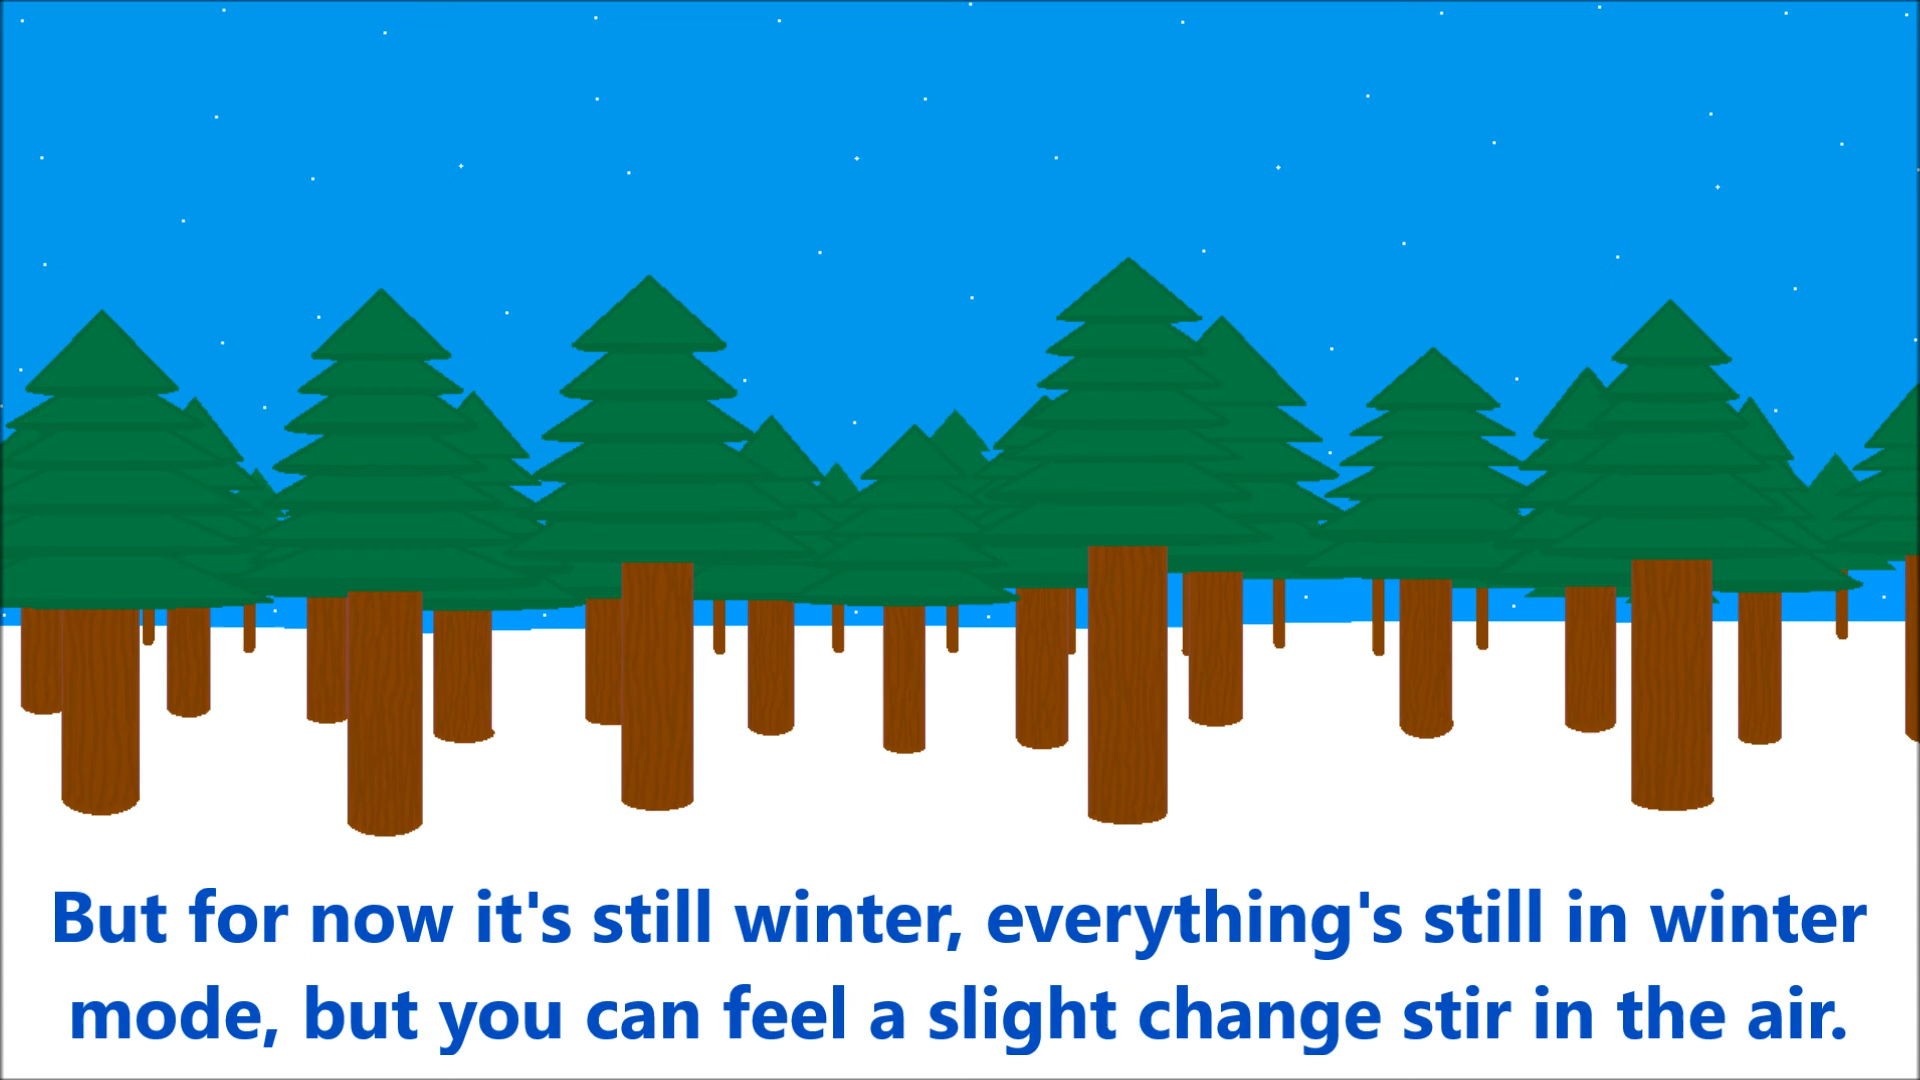 But for now it's still winter, everything's still in winter
mode, but you can feel a slight change stir in the air.